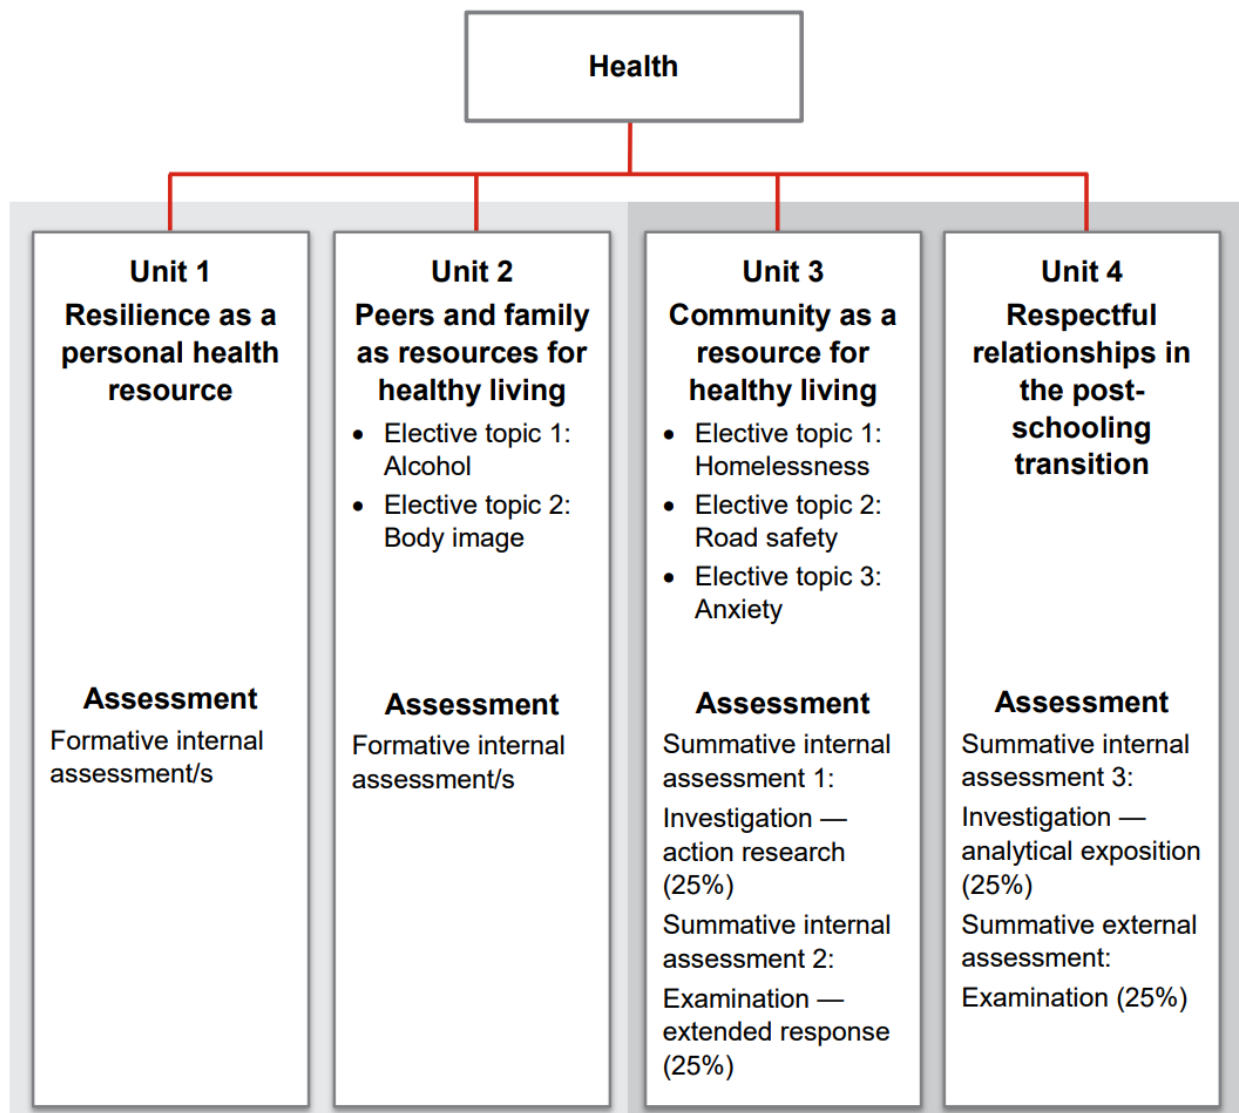 Health
Unit 1
Resilience as a
personal health
resource
Assessment
Formative internal
assessment/s
Unit 2
Peers and family
as resources for
healthy living
• Elective topic 1:
Alcohol
• Elective topic 2:
Body image
Assessment
Formative internal
assessment/s
Unit 3
Community as a
resource for
healthy living
• Elective topic 1:
Homelessness
• Elective topic 2:
Road safety
• Elective topic 3:
Anxiety
Assessment
Summative internal
assessment 1:
Investigation —
action research
(25%)
Summative internal
assessment 2:
Examination —
extended response
(25%)
Unit 4
Respectful
relationships in
the post-
schooling
transition
Assessment
Summative internal
assessment 3:
Investigation —
analytical exposition
(25%)
Summative external
assessment:
Examination (25%)